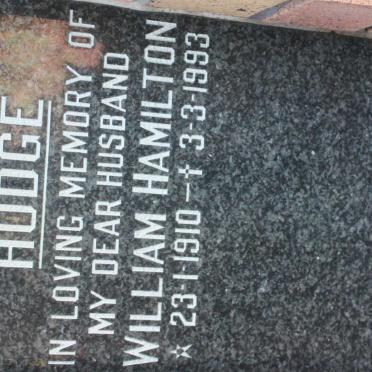 HODGE
IN LOVING MEMORY OF
MY DEAR HUSBAND
WILLIAM HAMILTON
☆ 23-1-1910 — ✝ 3-3-1993